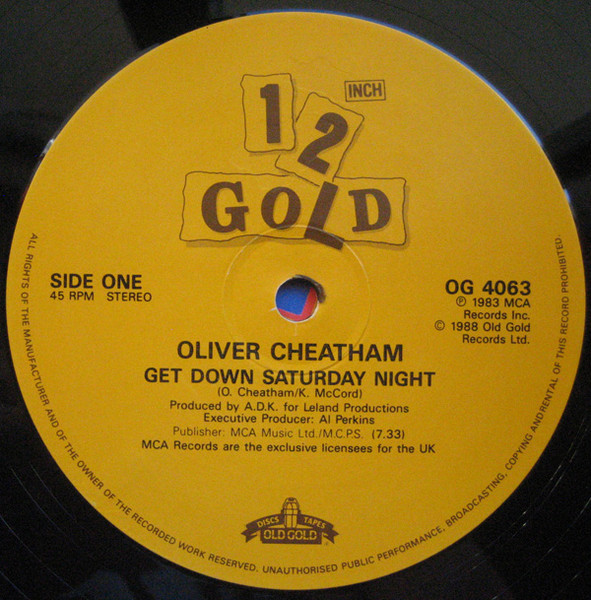 12 INCH
GOLD
SIDE ONE
45 RPM STEREO
OG 4063
℗ 1983 MCA
Records Inc.
© 1988 Old Gold
Records Ltd.
OLIVER CHEATHAM
GET DOWN SATURDAY NIGHT
(O. Cheatham/K. McCord)
Produced by A.D.K. for Leland Productions
Executive Producer: Al Perkins
Publisher: MCA Music Ltd./M.C.P.S. (7.33)
MCA Records are the exclusive licensees for the UK
DISCS TAPES
OLD GOLD
ALL RIGHTS OF THE MANUFACTURER AND OF THE OWNER OF THE RECORDED WORK RESERVED. UNAUTHORISED PUBLIC PERFORMANCE, BROADCASTING, COPYING AND RENTAL OF THIS RECORD PROHIBITED.